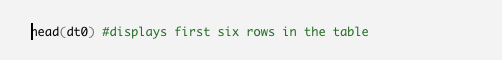 head(dt0) #displays first six rows in the table